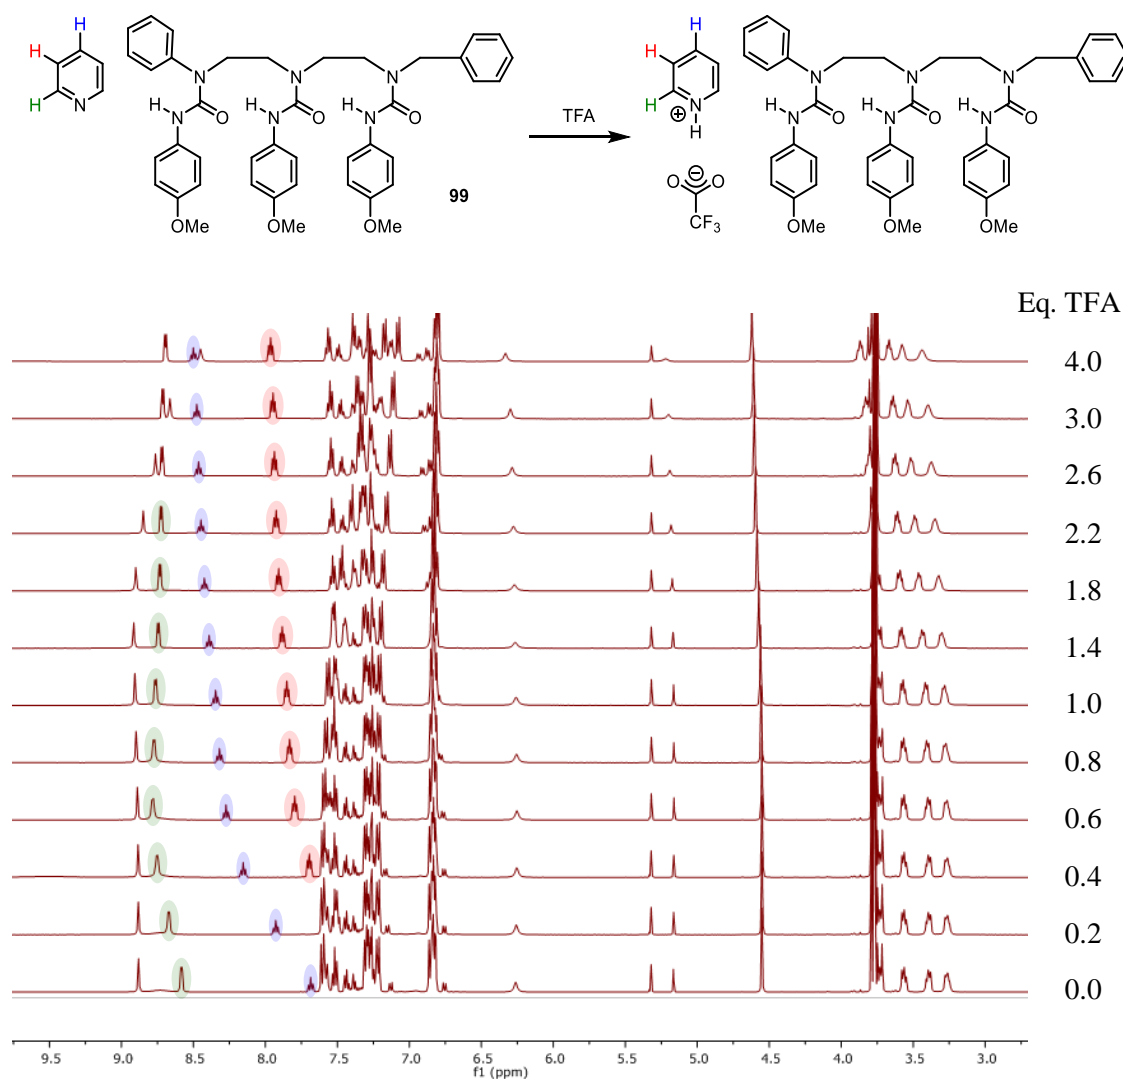 H H
H H
N N N N N N
H H H H H H
N O N O N O N O N O N O
H N N N TFA N N N
N ⊕
H
O ⊖ O
99
OMe OMe OMe CF3 OMe OMe OMe
Eq. TFA
4.0
3.0
2.6
2.2
1.8
1.4
1.0
0.8
0.6
0.4
0.2
0.0
9.5 9.0 8.5 8.0 7.5 7.0 6.5 6.0 5.5 5.0 4.5 4.0 3.5 3.0
f1 (ppm)